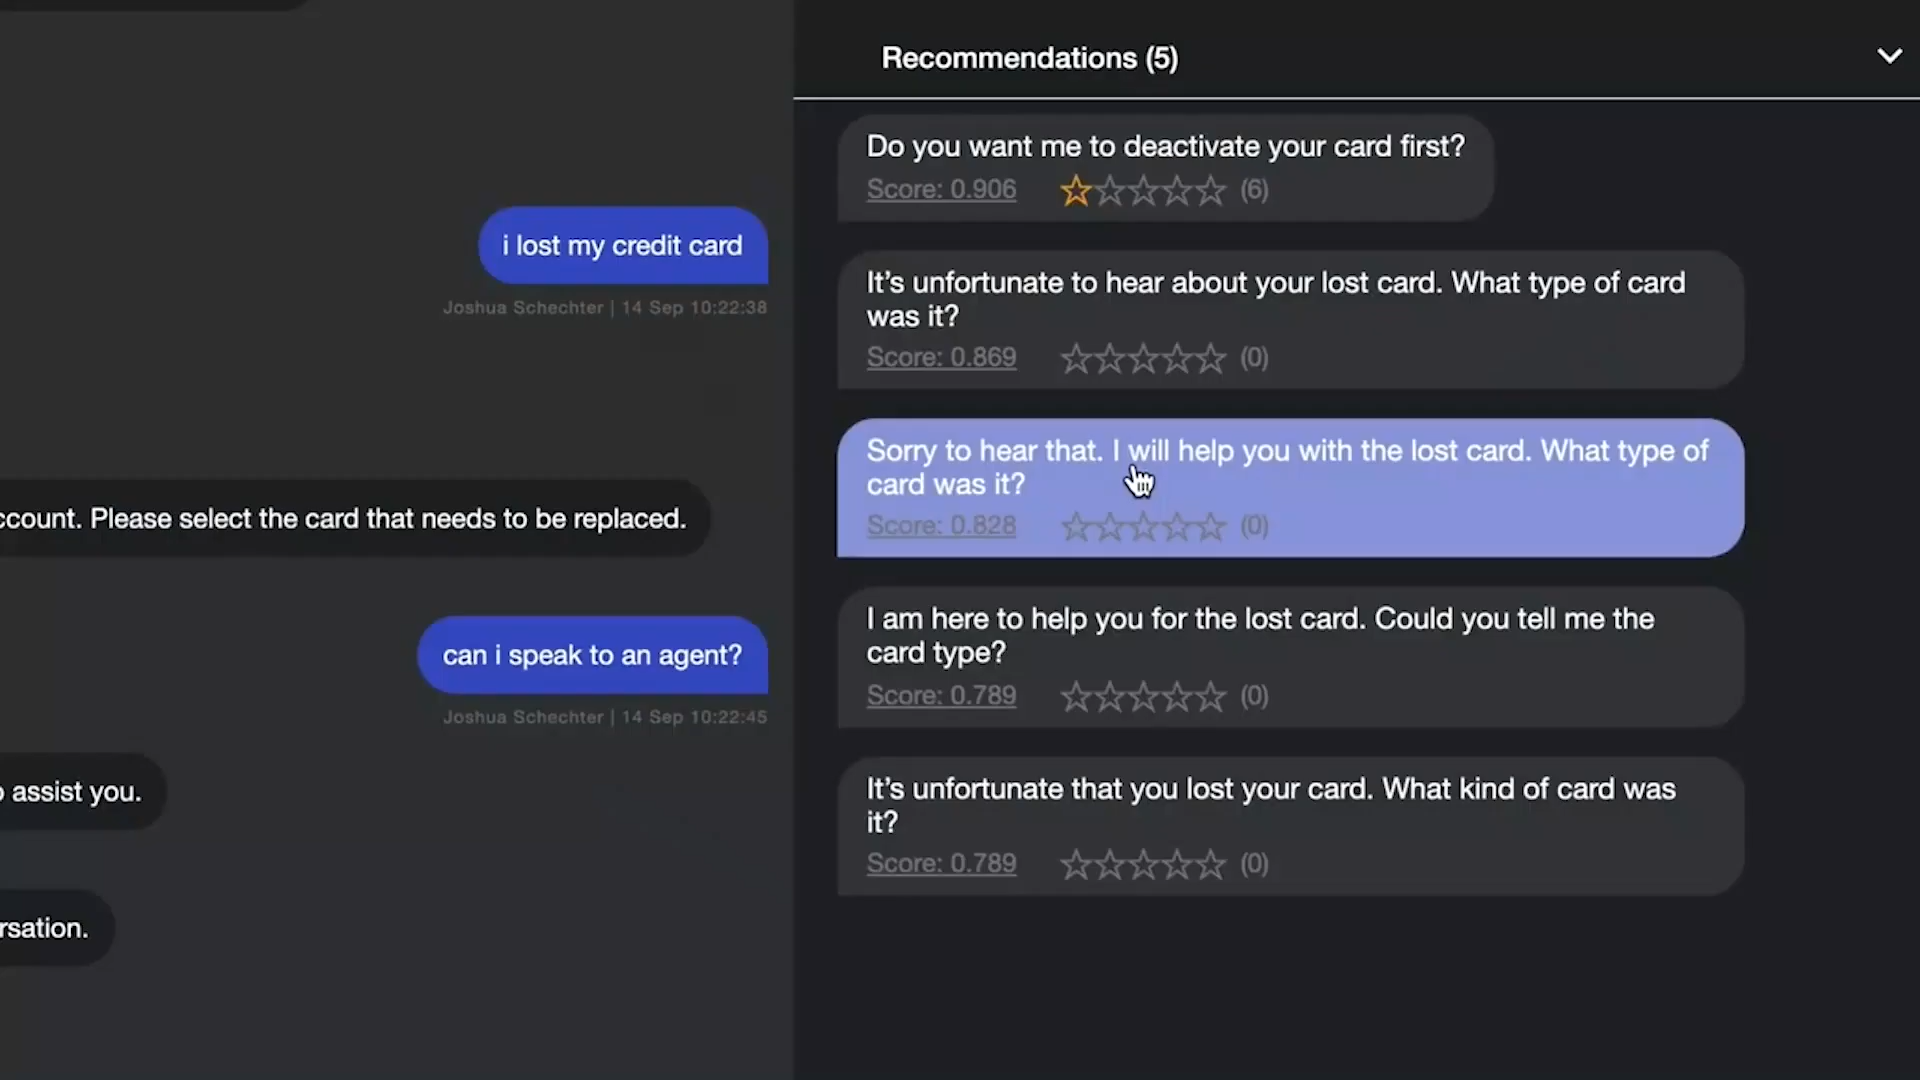 i lost my credit card
Joshua Schechter | 14 Sep 10:22:38
Please select the card that needs to be replaced.
can i speak to an agent?
Joshua Schechter | 14 Sep 10:22:45
assist you.
Recommendations (5)
Do you want me to deactivate your card first?
Score: 0.906 (6)
It's unfortunate to hear about your lost card. What type of card
was it?
Score: 0.869 (0)
Sorry to hear that. I will help you with the lost card. What type of
card was it?
Score: 0.828 (0)
I am here to help you for the lost card. Could you tell me the
card type?
Score: 0.789 (0)
It's unfortunate that you lost your card. What kind of card was
it?
Score: 0.789 (0)